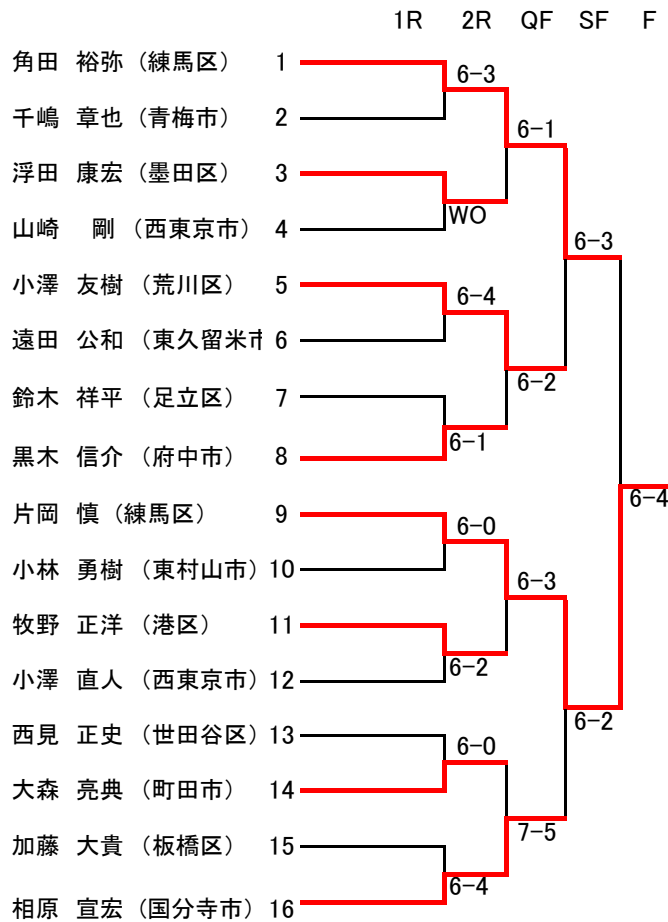 1R 2R QF SF F
角田 裕弥 (練馬区) 1
6-3
千嶋 章也 (青梅市) 2
6-1
浮田 康宏 (墨田区) 3
WO
山崎 剛 (西東京市) 4
6-3
小澤 友樹 (荒川区) 5
6-4
遠田 公和 (東久留米市 6
6-2
鈴木 祥平 (足立区) 7
6-1
黒木 信介 (府中市) 8
6-4
片岡 慎 (練馬区) 9
6-0
小林 勇樹 (東村山市) 10
6-3
牧野 正洋 (港区) 11
6-2
小澤 直人 (西東京市) 12
6-2
西見 正史 (世田谷区) 13
6-0
大森 亮典 (町田市) 14
7-5
加藤 大貴 (板橋区) 15
6-4
相原 宣宏 (国分寺市) 16